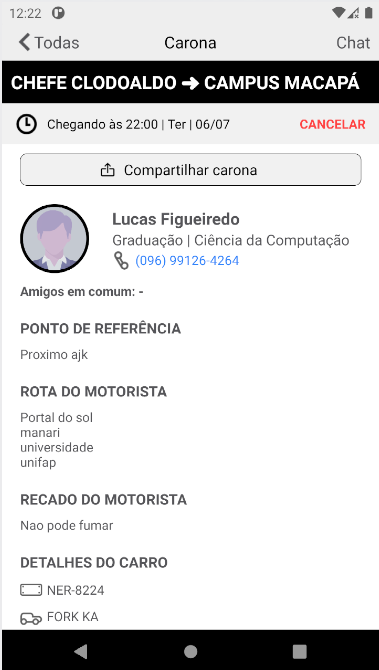 12:22
Todas
Carona
Chat
CHEFE CLODOALDO ➜ CAMPUS MACAPÁ
Chegando às 22:00 | Ter | 06/07
CANCELAR
Compartilhar carona
Lucas Figueiredo
Graduação | Ciência da Computação
(096) 99126-4264
Amigos em comum: -
PONTO DE REFERÊNCIA
Proximo ajk
ROTA DO MOTORISTA
Portal do sol
manari
universidade
unifap
RECADO DO MOTORISTA
Nao pode fumar
DETALHES DO CARRO
NER-8224
FORK KA